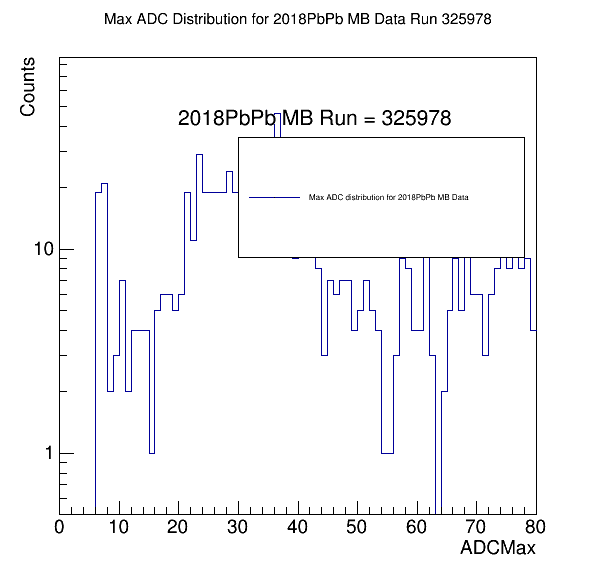 Max ADC Distribution for 2018PbPb MB Data Run 325978
Counts
2018PbPb MB Run = 325978
Max ADC distribution for 2018PbPb MB Data
10
1
0 10 20 30 40 50 60 70 80
ADCMax